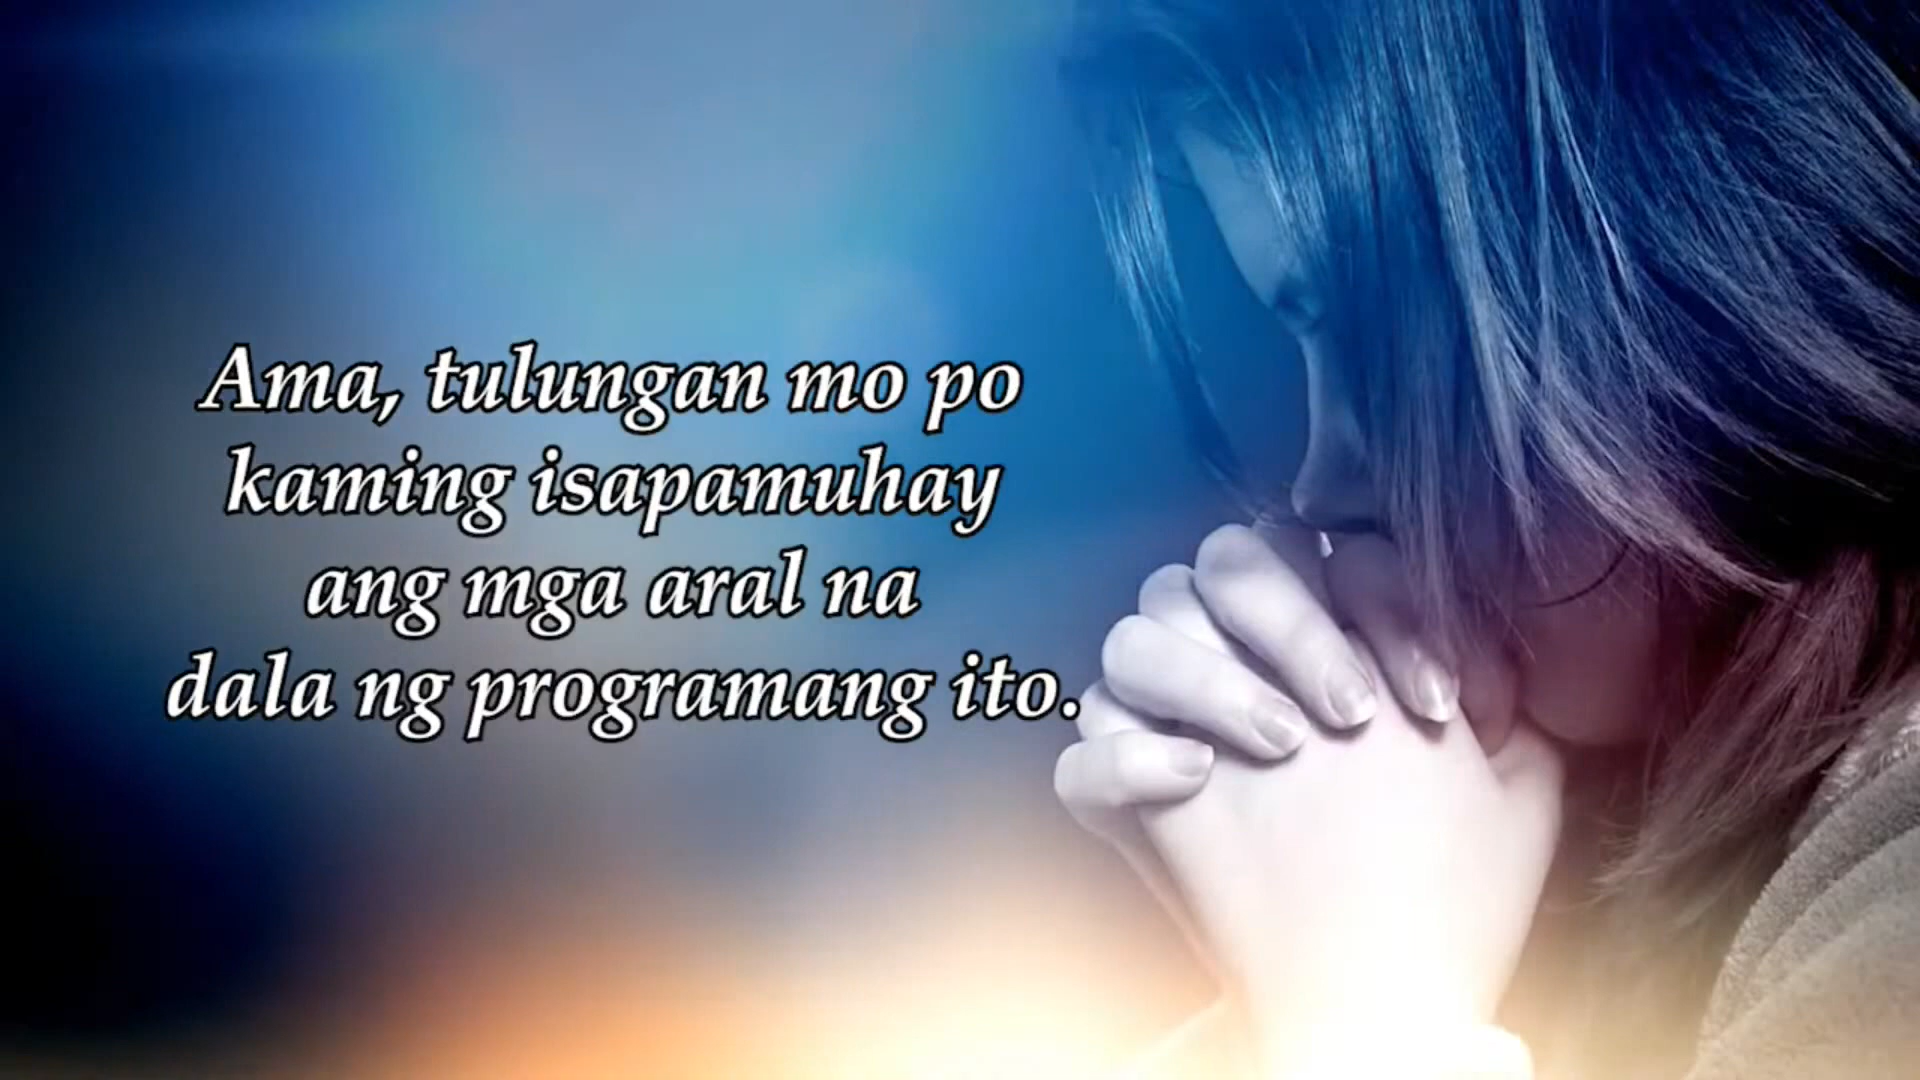 Ama, tulungan mo po
kaming isapamuhay
ang mga aral na
dala ng programang ito.